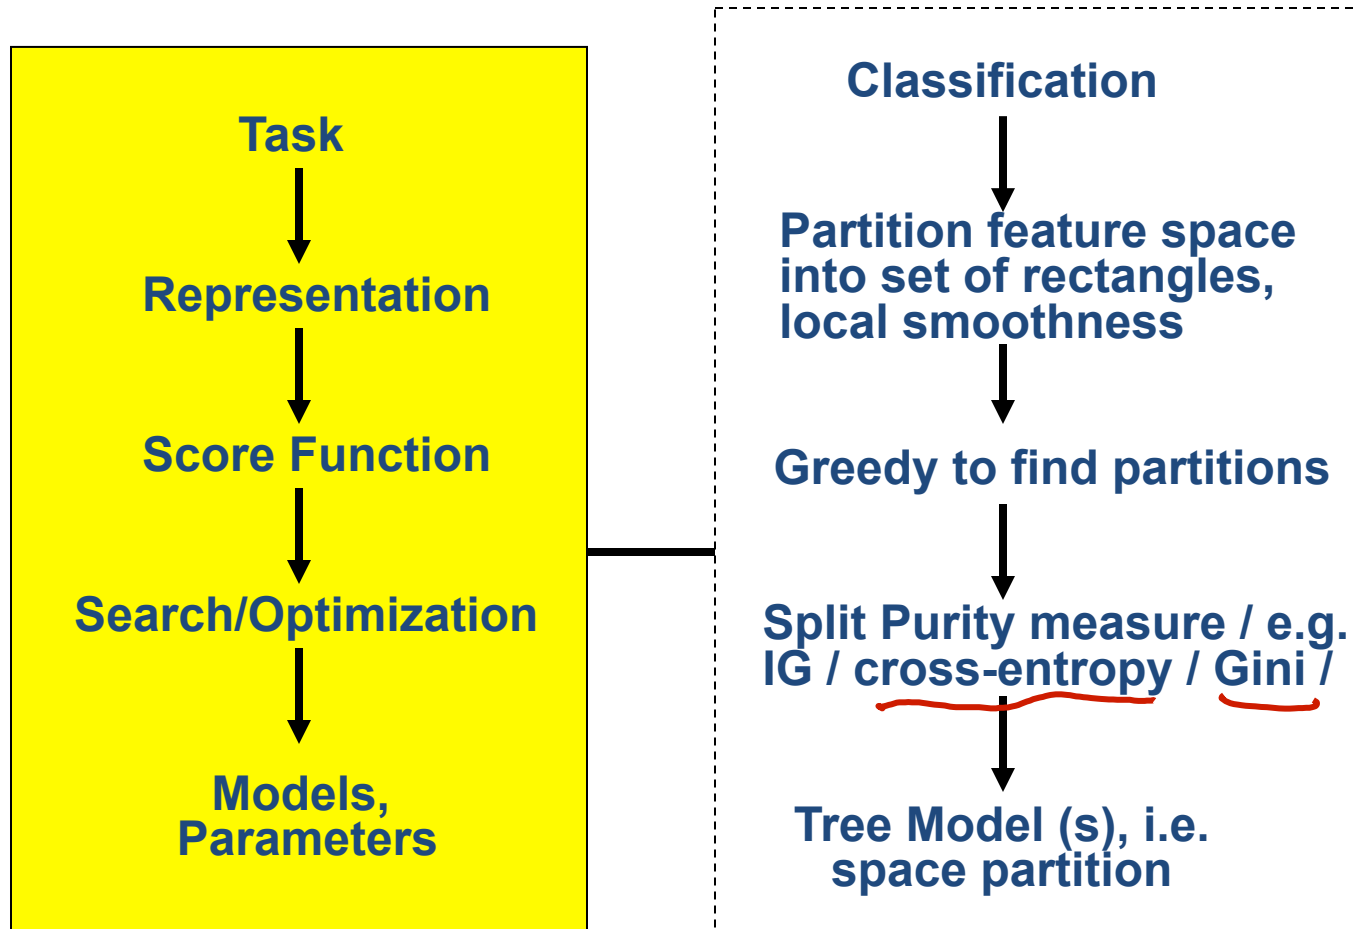 Task
Representation
Score Function
Search/Optimization
Models,
Parameters
Classification
Partition feature space
into set of rectangles,
local smoothness
Greedy to find partitions
Split Purity measure / e.g.
IG / cross-entropy / Gini /
Tree Model (s), i.e.
space partition